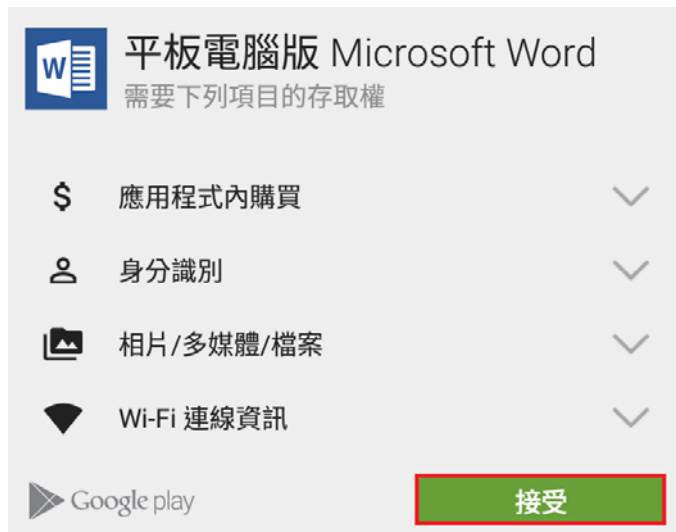 平板電腦版 Microsoft Word
需要下列項目的存取權
$ 應用程式內購買
身分識別
相片/多媒體/檔案
Wi-Fi 連線資訊
Google play
接受